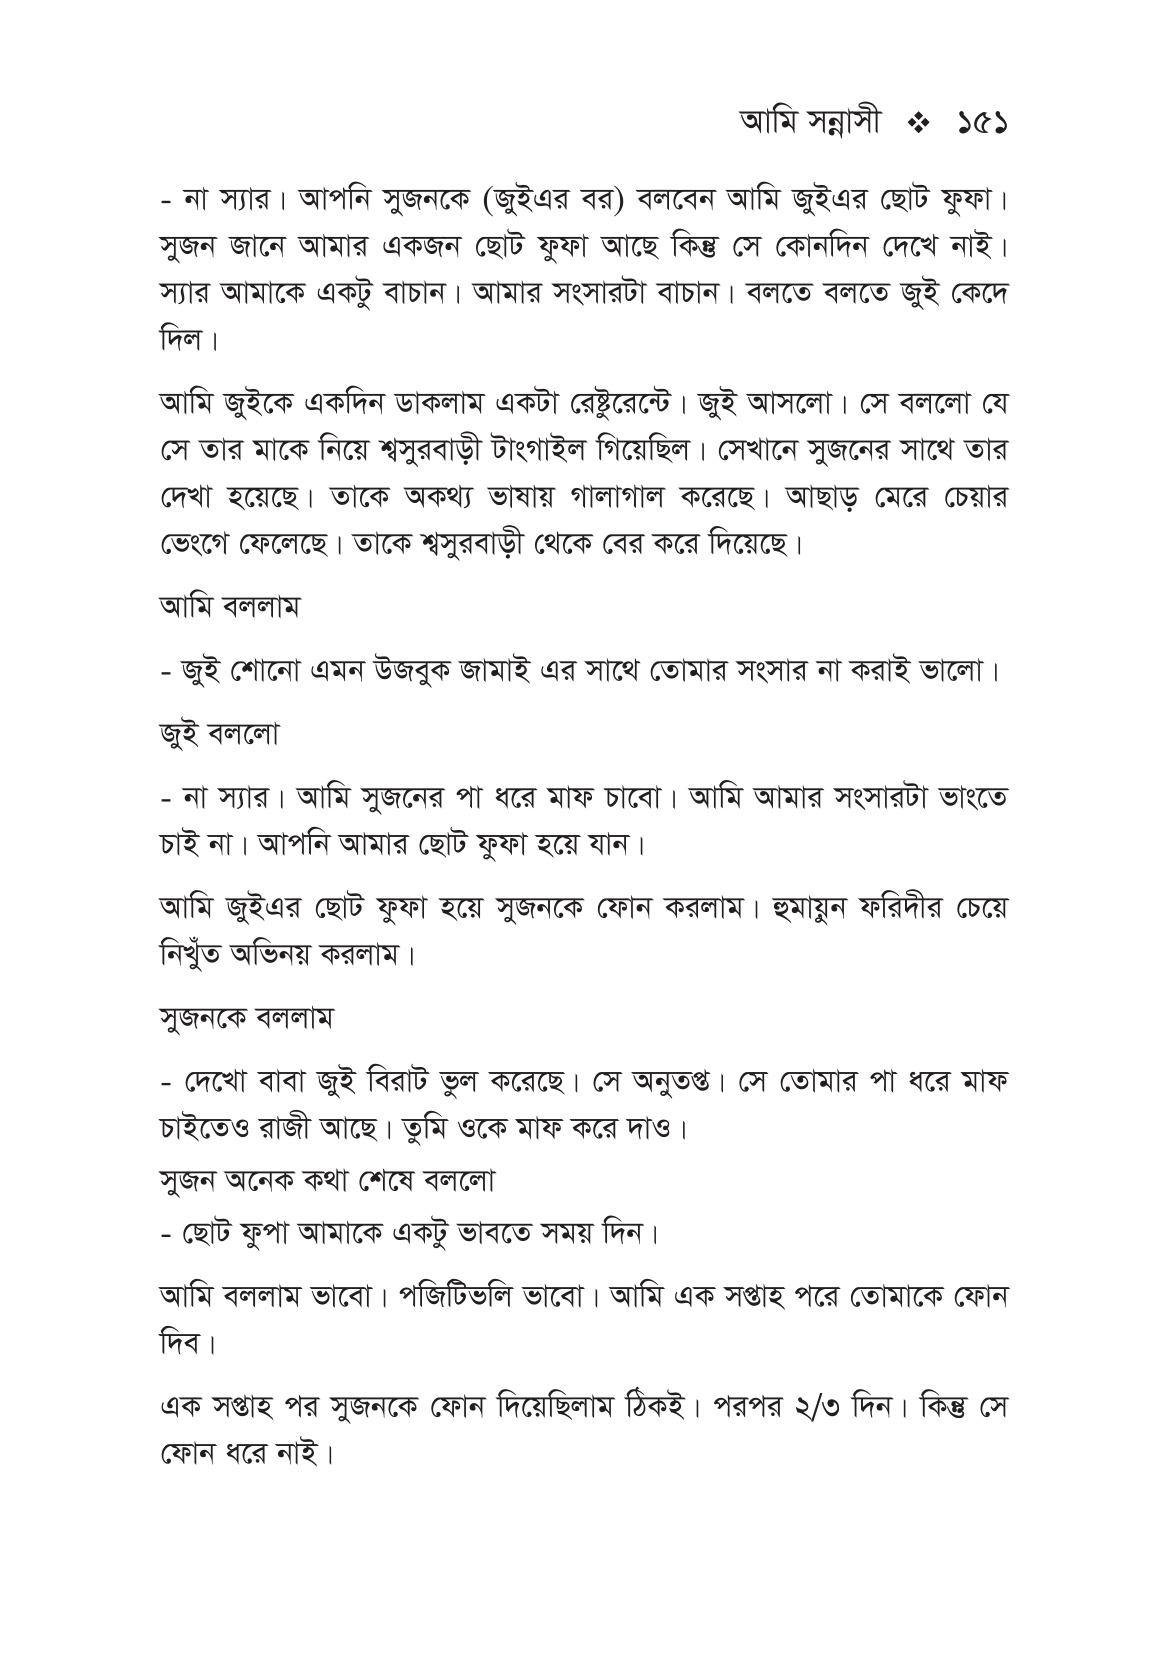 আমি সন্নাসী ❖ ১৫১
- না স্যার। আপনি সুজনকে (জুইএর বর) বলবেন আমি জুইএর ছোট ফুফা।
সুজন জানে আমার একজন ছোট ফুফা আছে কিন্তু সে কোনদিন দেখে নাই।
স্যার আমাকে একটু বাচান। আমার সংসারটা বাচান। বলতে বলতে জুই কেদে
দিল।
আমি জুইকে একদিন ডাকলাম একটা রেষ্টুরেন্টে। জুই আসলো। সে বললো যে
সে তার মাকে নিয়ে শ্বসুরবাড়ী টাংগাইল গিয়েছিল। সেখানে সুজনের সাথে তার
দেখা হয়েছে। তাকে অকথ্য ভাষায় গালাগাল করেছে। আছাড় মেরে চেয়ার
ভেংগে ফেলেছে। তাকে শ্বসুরবাড়ী থেকে বের করে দিয়েছে।
আমি বললাম
- জুই শোনো এমন উজবুক জামাই এর সাথে তোমার সংসার না করাই ভালো।
জুই বললো
- না স্যার। আমি সুজনের পা ধরে মাফ চাবো। আমি আমার সংসারটা ভাংতে
চাই না। আপনি আমার ছোট ফুফা হয়ে যান।
আমি জুইএর ছোট ফুফা হয়ে সুজনকে ফোন করলাম। হুমায়ুন ফরিদীর চেয়ে
নিখুঁত অভিনয় করলাম।
সুজনকে বললাম
- দেখো বাবা জুই বিরাট ভুল করেছে। সে অনুতপ্ত। সে তোমার পা ধরে মাফ
চাইতেও রাজী আছে। তুমি ওকে মাফ করে দাও।
সুজন অনেক কথা শেষে বললো
- ছোট ফুপা আমাকে একটু ভাবতে সময় দিন।
আমি বললাম ভাবো। পজিটিভলি ভাবো। আমি এক সপ্তাহ পরে তোমাকে ফোন
দিব।
এক সপ্তাহ পর সুজনকে ফোন দিয়েছিলাম ঠিকই। পরপর ২/৩ দিন। কিন্তু সে
ফোন ধরে নাই।